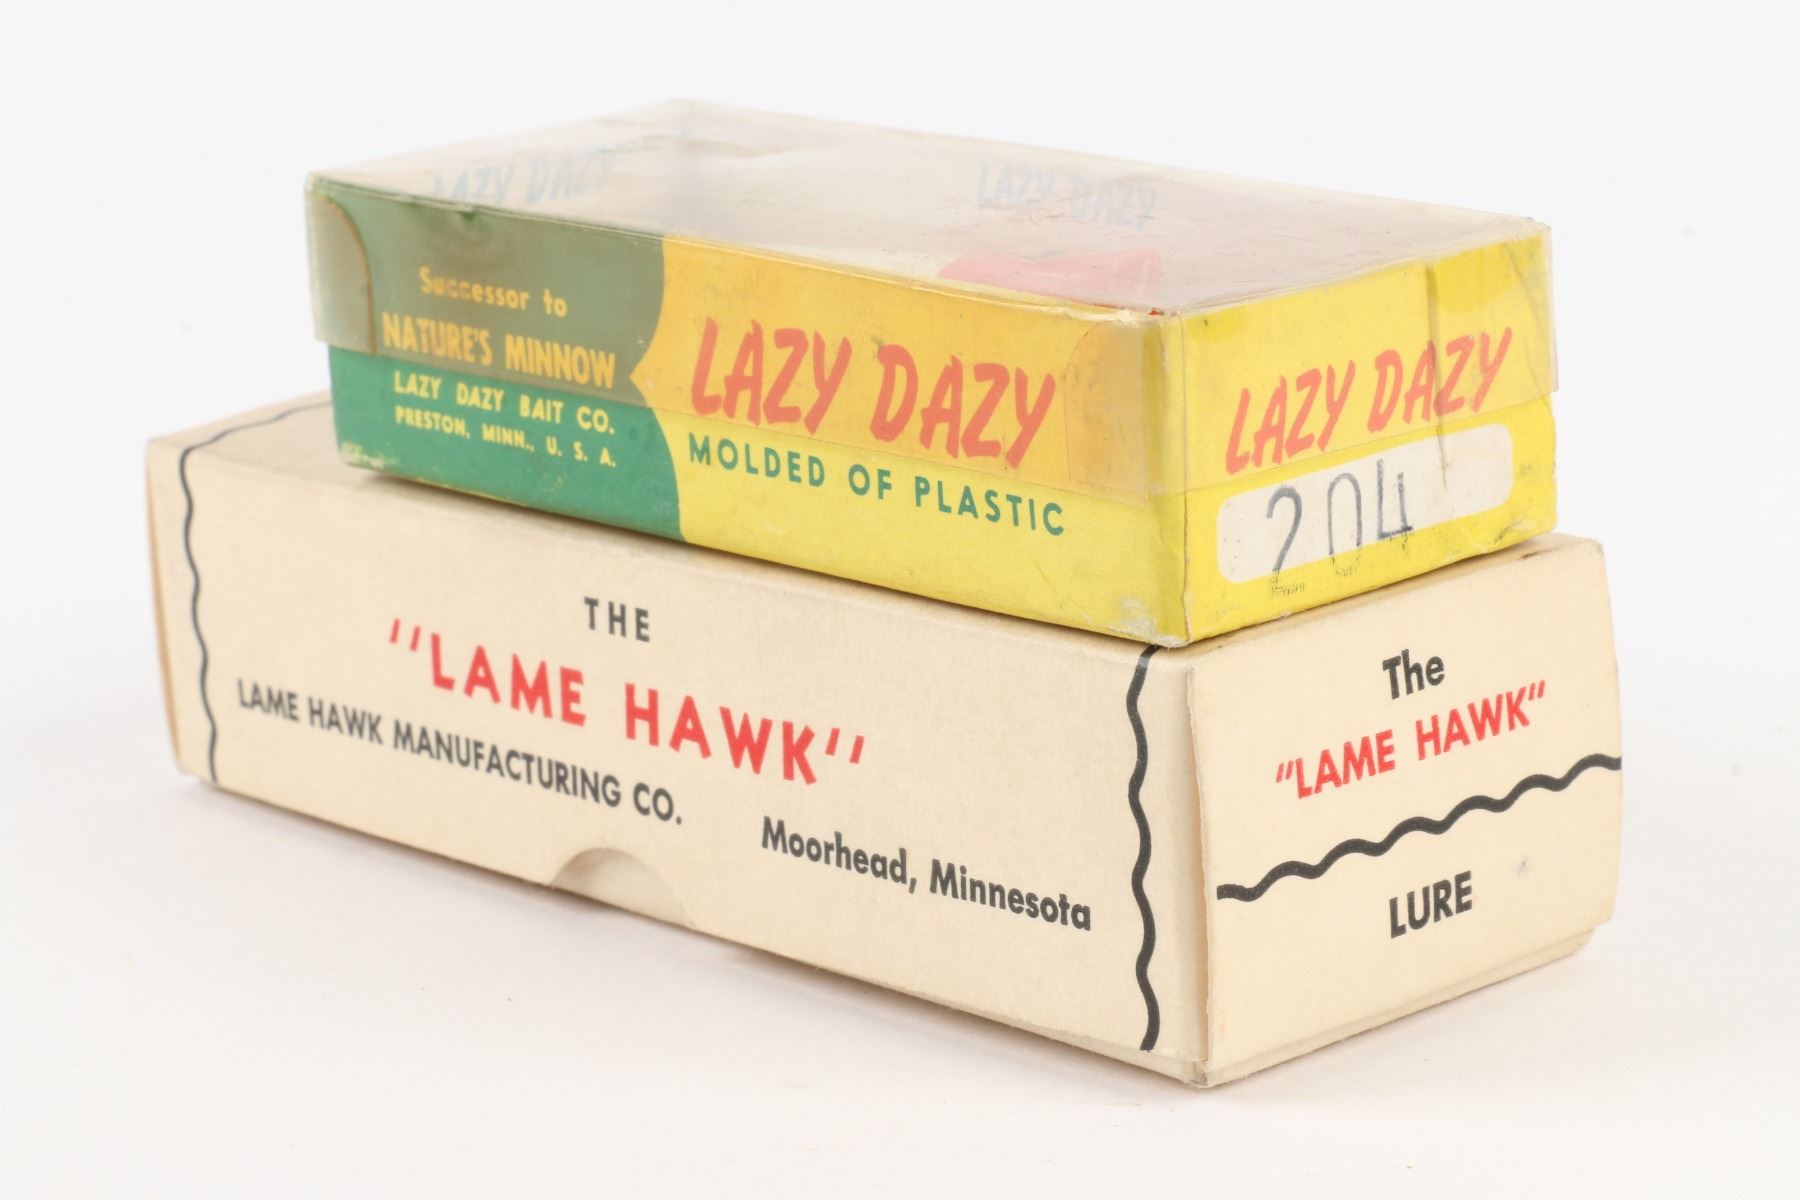 LAZY DAZY
LAZY DAZY
Successor to
NATURE'S MINNOW
LAZY DAZY BAIT CO.
PRESTON, MINN., U. S. A.
LAZY DAZY
MOLDED OF PLASTIC
LAZY DAZY
204
THE
"LAME HAWK"
LAME HAWK MANUFACTURING CO.
Moorhead, Minnesota
The
"LAME HAWK"
LURE